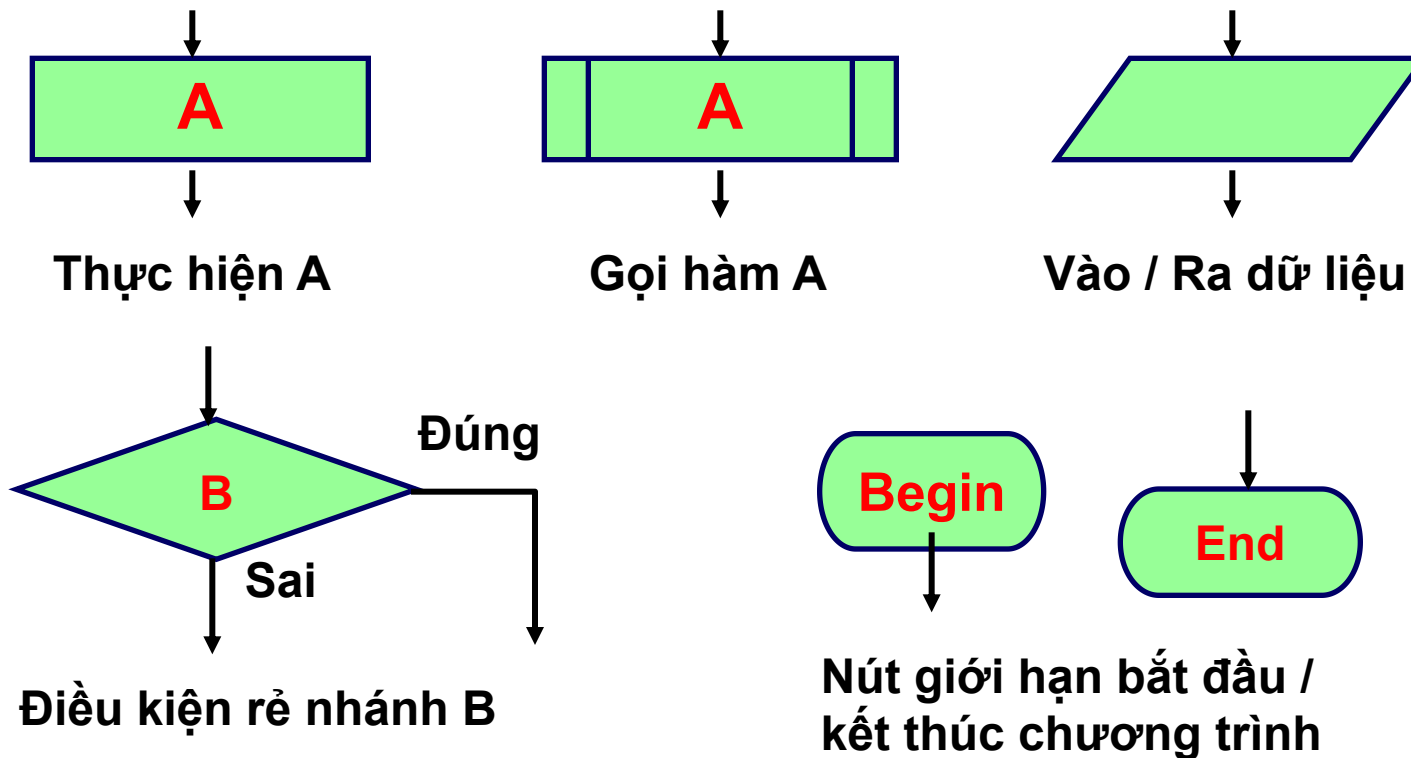 A
A
Thực hiện A
Gọi hàm A
Vào / Ra dữ liệu
Đúng
B
Sai
Điều kiện rẻ nhánh B
Begin
End
Nút giới hạn bắt đầu /
kết thúc chương trình